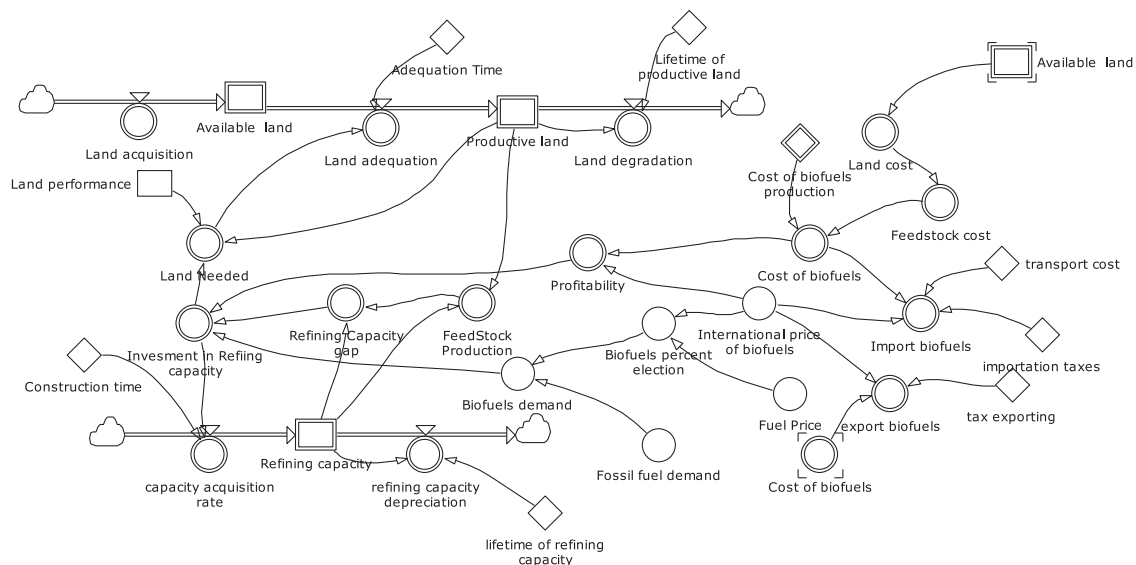 Adequation Time
Lifetime of
productive land
Available land
Available land
Land acquisition
Land adequation
Productive land
Land degradation
Land cost
Land performance
Cost of biofuels
production
Feedstock cost
Land Needed
Profitability
Cost of biofuels
transport cost
Refining Capacity
gap
FeedStock
Production
International price
of biofuels
Import biofuels
Invesment in Refiing
capacity
Biofuels percent
election
importation taxes
Construction time
Biofuels demand
Fuel Price
export biofuels
tax exporting
Refining capacity
Fossil fuel demand
Cost of biofuels
capacity acquisition
rate
refining capacity
depreciation
lifetime of refining
capacity